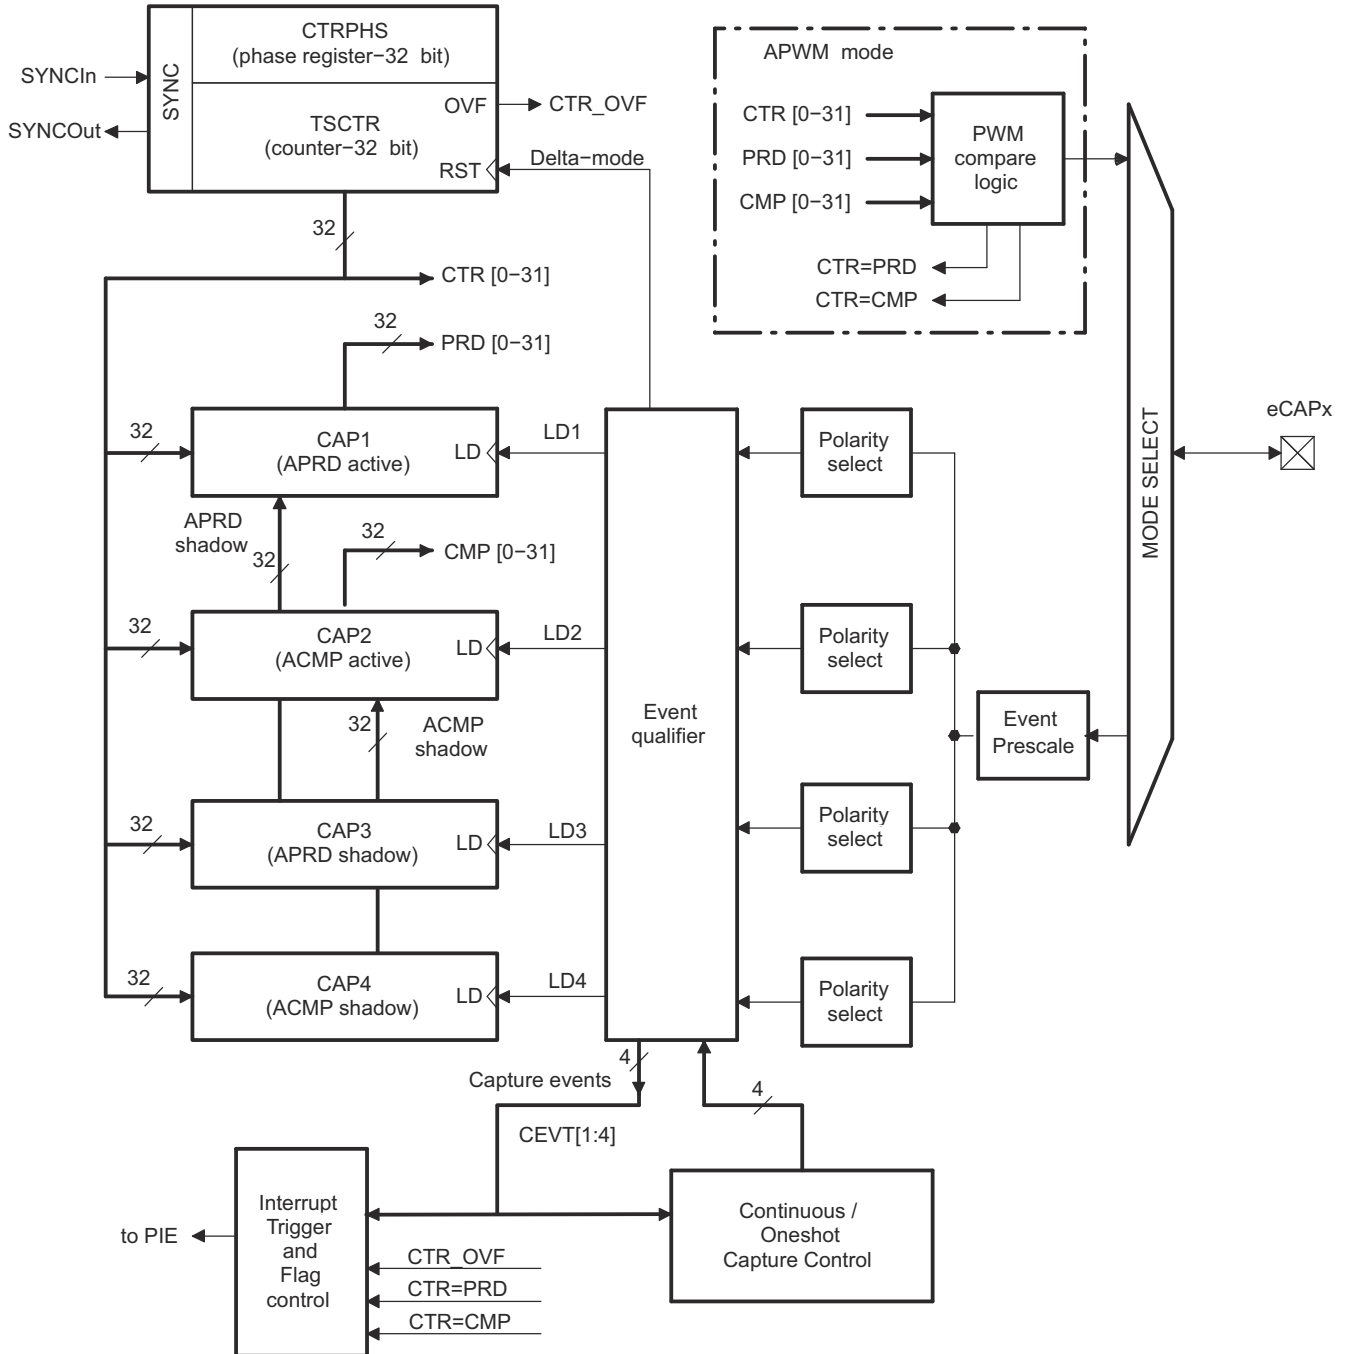 CTRPHS
(phase register−32 bit)
SYNC
SYNCIn
SYNCOut
OVF
CTR_OVF
TSCTR
(counter−32 bit)
RST
Delta−mode
APWM mode
CTR [0−31]
PRD [0−31]
CMP [0−31]
PWM
compare
logic
CTR=PRD
CTR=CMP
32
CTR [0−31]
32
PRD [0−31]
32
CAP1
(APRD active)
LD
LD1
Polarity
select
MODE SELECT
eCAPx
APRD
shadow
32
32
CMP [0−31]
32
CAP2
(ACMP active)
LD
LD2
Polarity
select
32
ACMP
shadow
Event
qualifier
Event
Prescale
32
CAP3
(APRD shadow)
LD
LD3
Polarity
select
32
CAP4
(ACMP shadow)
LD
LD4
Polarity
select
4
Capture events
4
CEVT[1:4]
Interrupt
Trigger
and
Flag
control
to PIE
CTR_OVF
CTR=PRD
CTR=CMP
Continuous /
Oneshot
Capture Control